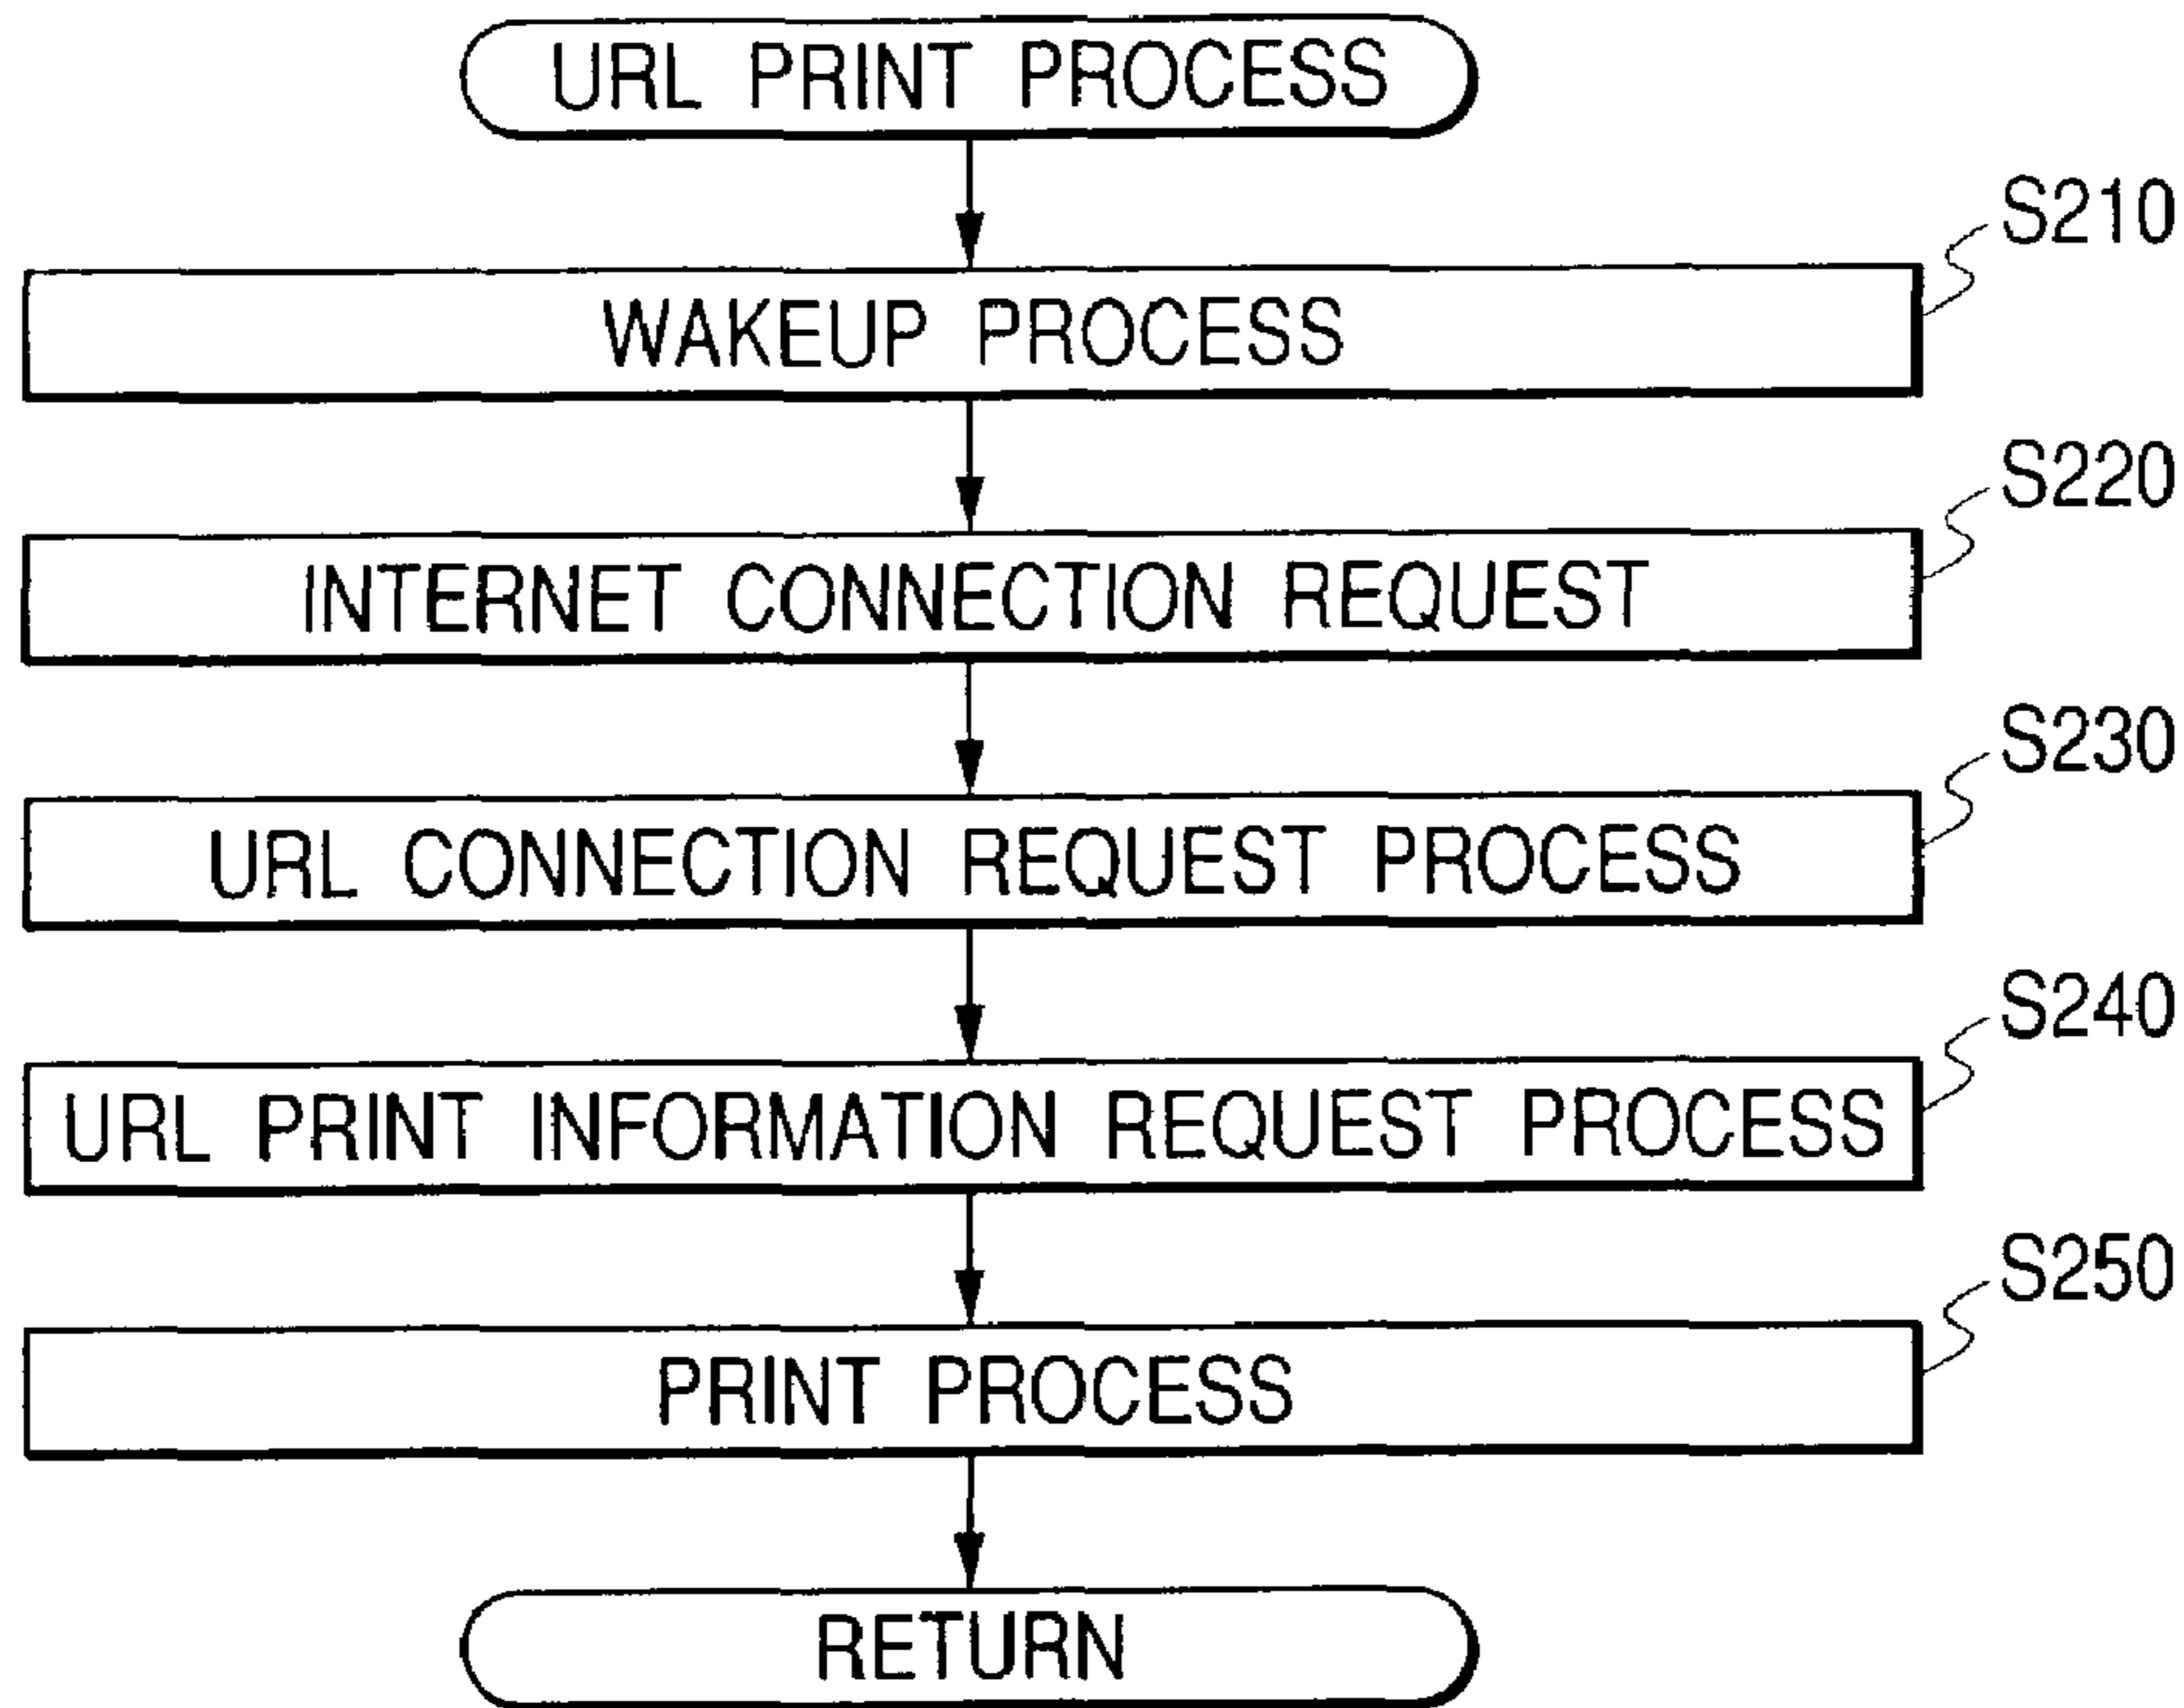 URL PRINT PROCESS
S210
WAKEUP PROCESS
S220
INTERNET CONNECTION REQUEST
S230
URL CONNECTION REQUEST PROCESS
S240
URL PRINT INFORMATION REQUEST PROCESS
S250
PRINT PROCESS
RETURN